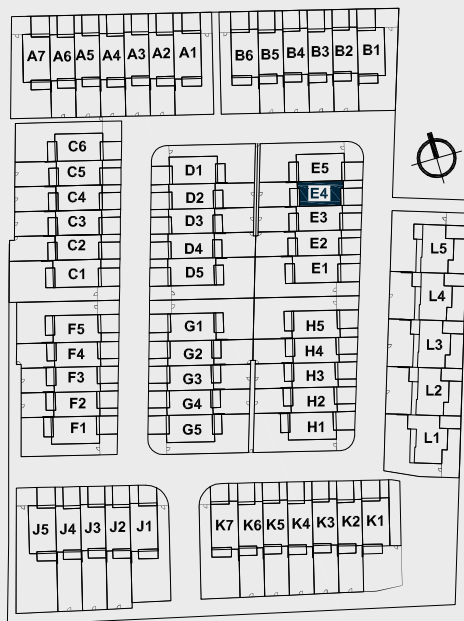 A7 A6 A5 A4 A3 A2 A1
B6 B5 B4 B3 B2 B1
C6
C5
C4
C3
C2
C1
D1
D2
D3
D4
D5
E5
E4
E3
E2
E1
L5
L4
L3
L2
L1
F5
F4
F3
F2
F1
G1
G2
G3
G4
G5
H5
H4
H3
H2
H1
J5 J4 J3 J2 J1
K7 K6 K5 K4 K3 K2 K1